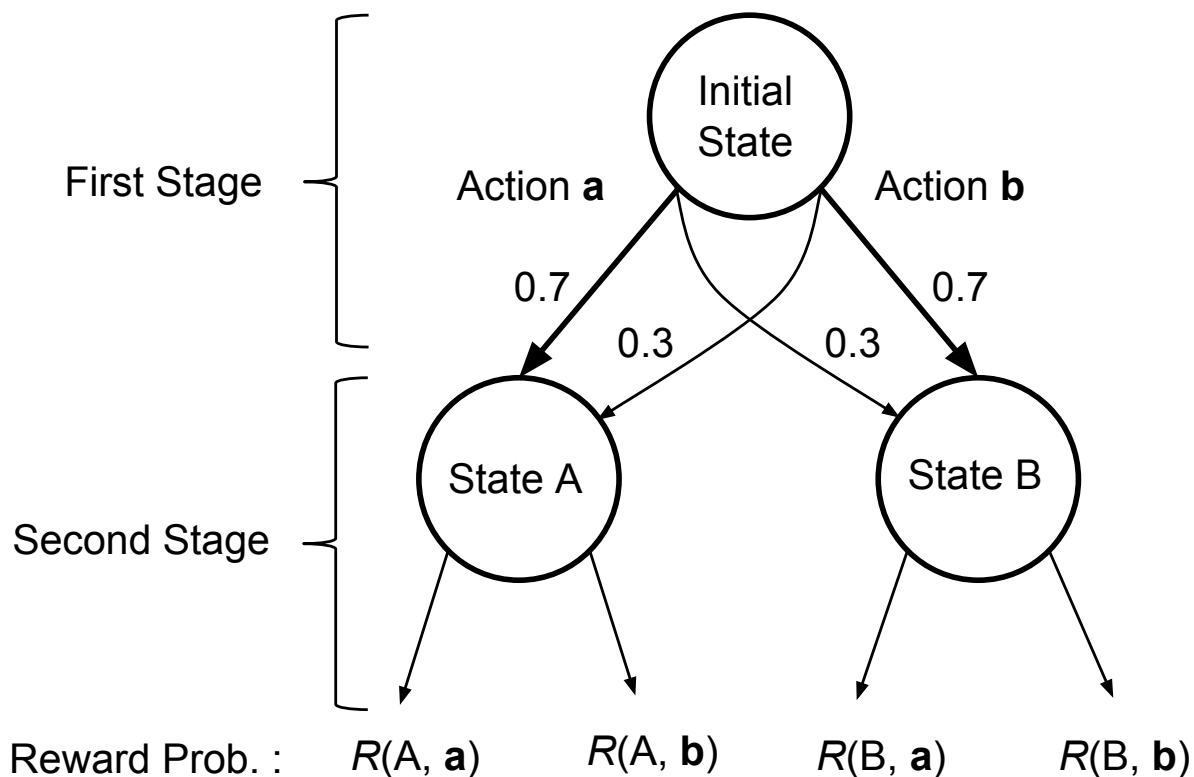 Initial
State
First Stage
Action a
Action b
0.7
0.7
0.3
0.3
State A
State B
Second Stage
Reward Prob. : R(A, a) R(A, b) R(B, a) R(B, b)